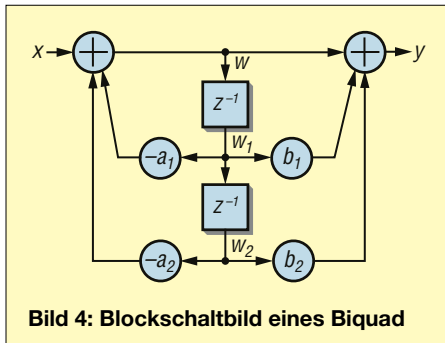 x + + y
w
z⁻¹
–a₁ w₁ b₁
z⁻¹
–a₂ w₂ b₂
Bild 4: Blockschaltbild eines Biquad